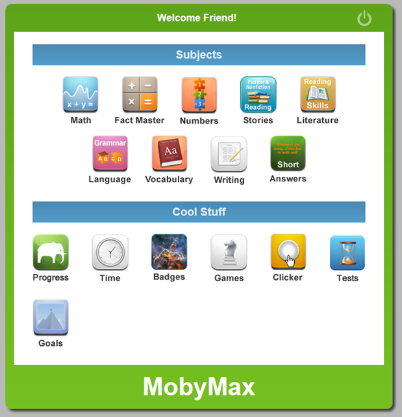 Welcome Friend!
Subjects
x + y =
Math
+ −
× =
Fact Master
Numbers
Fiction &
Nonfiction
Reading
Stories
Reading
Skills
Literature
Grammar
A B C D
Language
Aa
Vocabulary
Writing
Short
Answers
Cool Stuff
Progress
Time
Badges
Games
Clicker
Tests
Goals
MobyMax